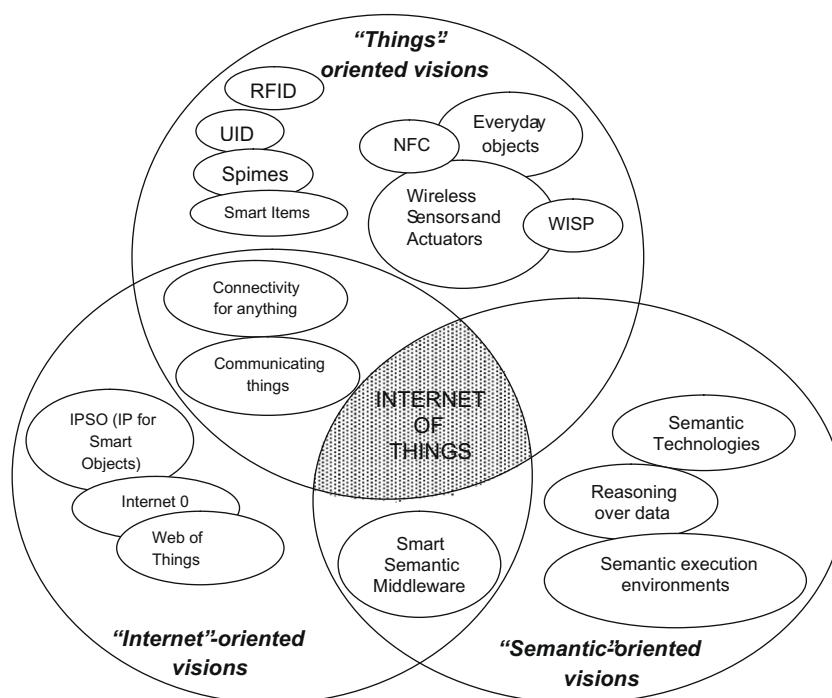 “Things”-
oriented visions
RFID
UID
Spimes
Smart Items
NFC
Everyday
objects
Wireless
Sensors and
Actuators
WISP
Connectivity
for anything
Communicating
things
INTERNET
OF
THINGS
IPSO (IP for
Smart
Objects)
Internet 0
Web of
Things
Semantic
Technologies
Reasoning
over data
Semantic execution
environments
Smart
Semantic
Middleware
“Internet”-oriented
visions
“Semantic”-oriented
visions